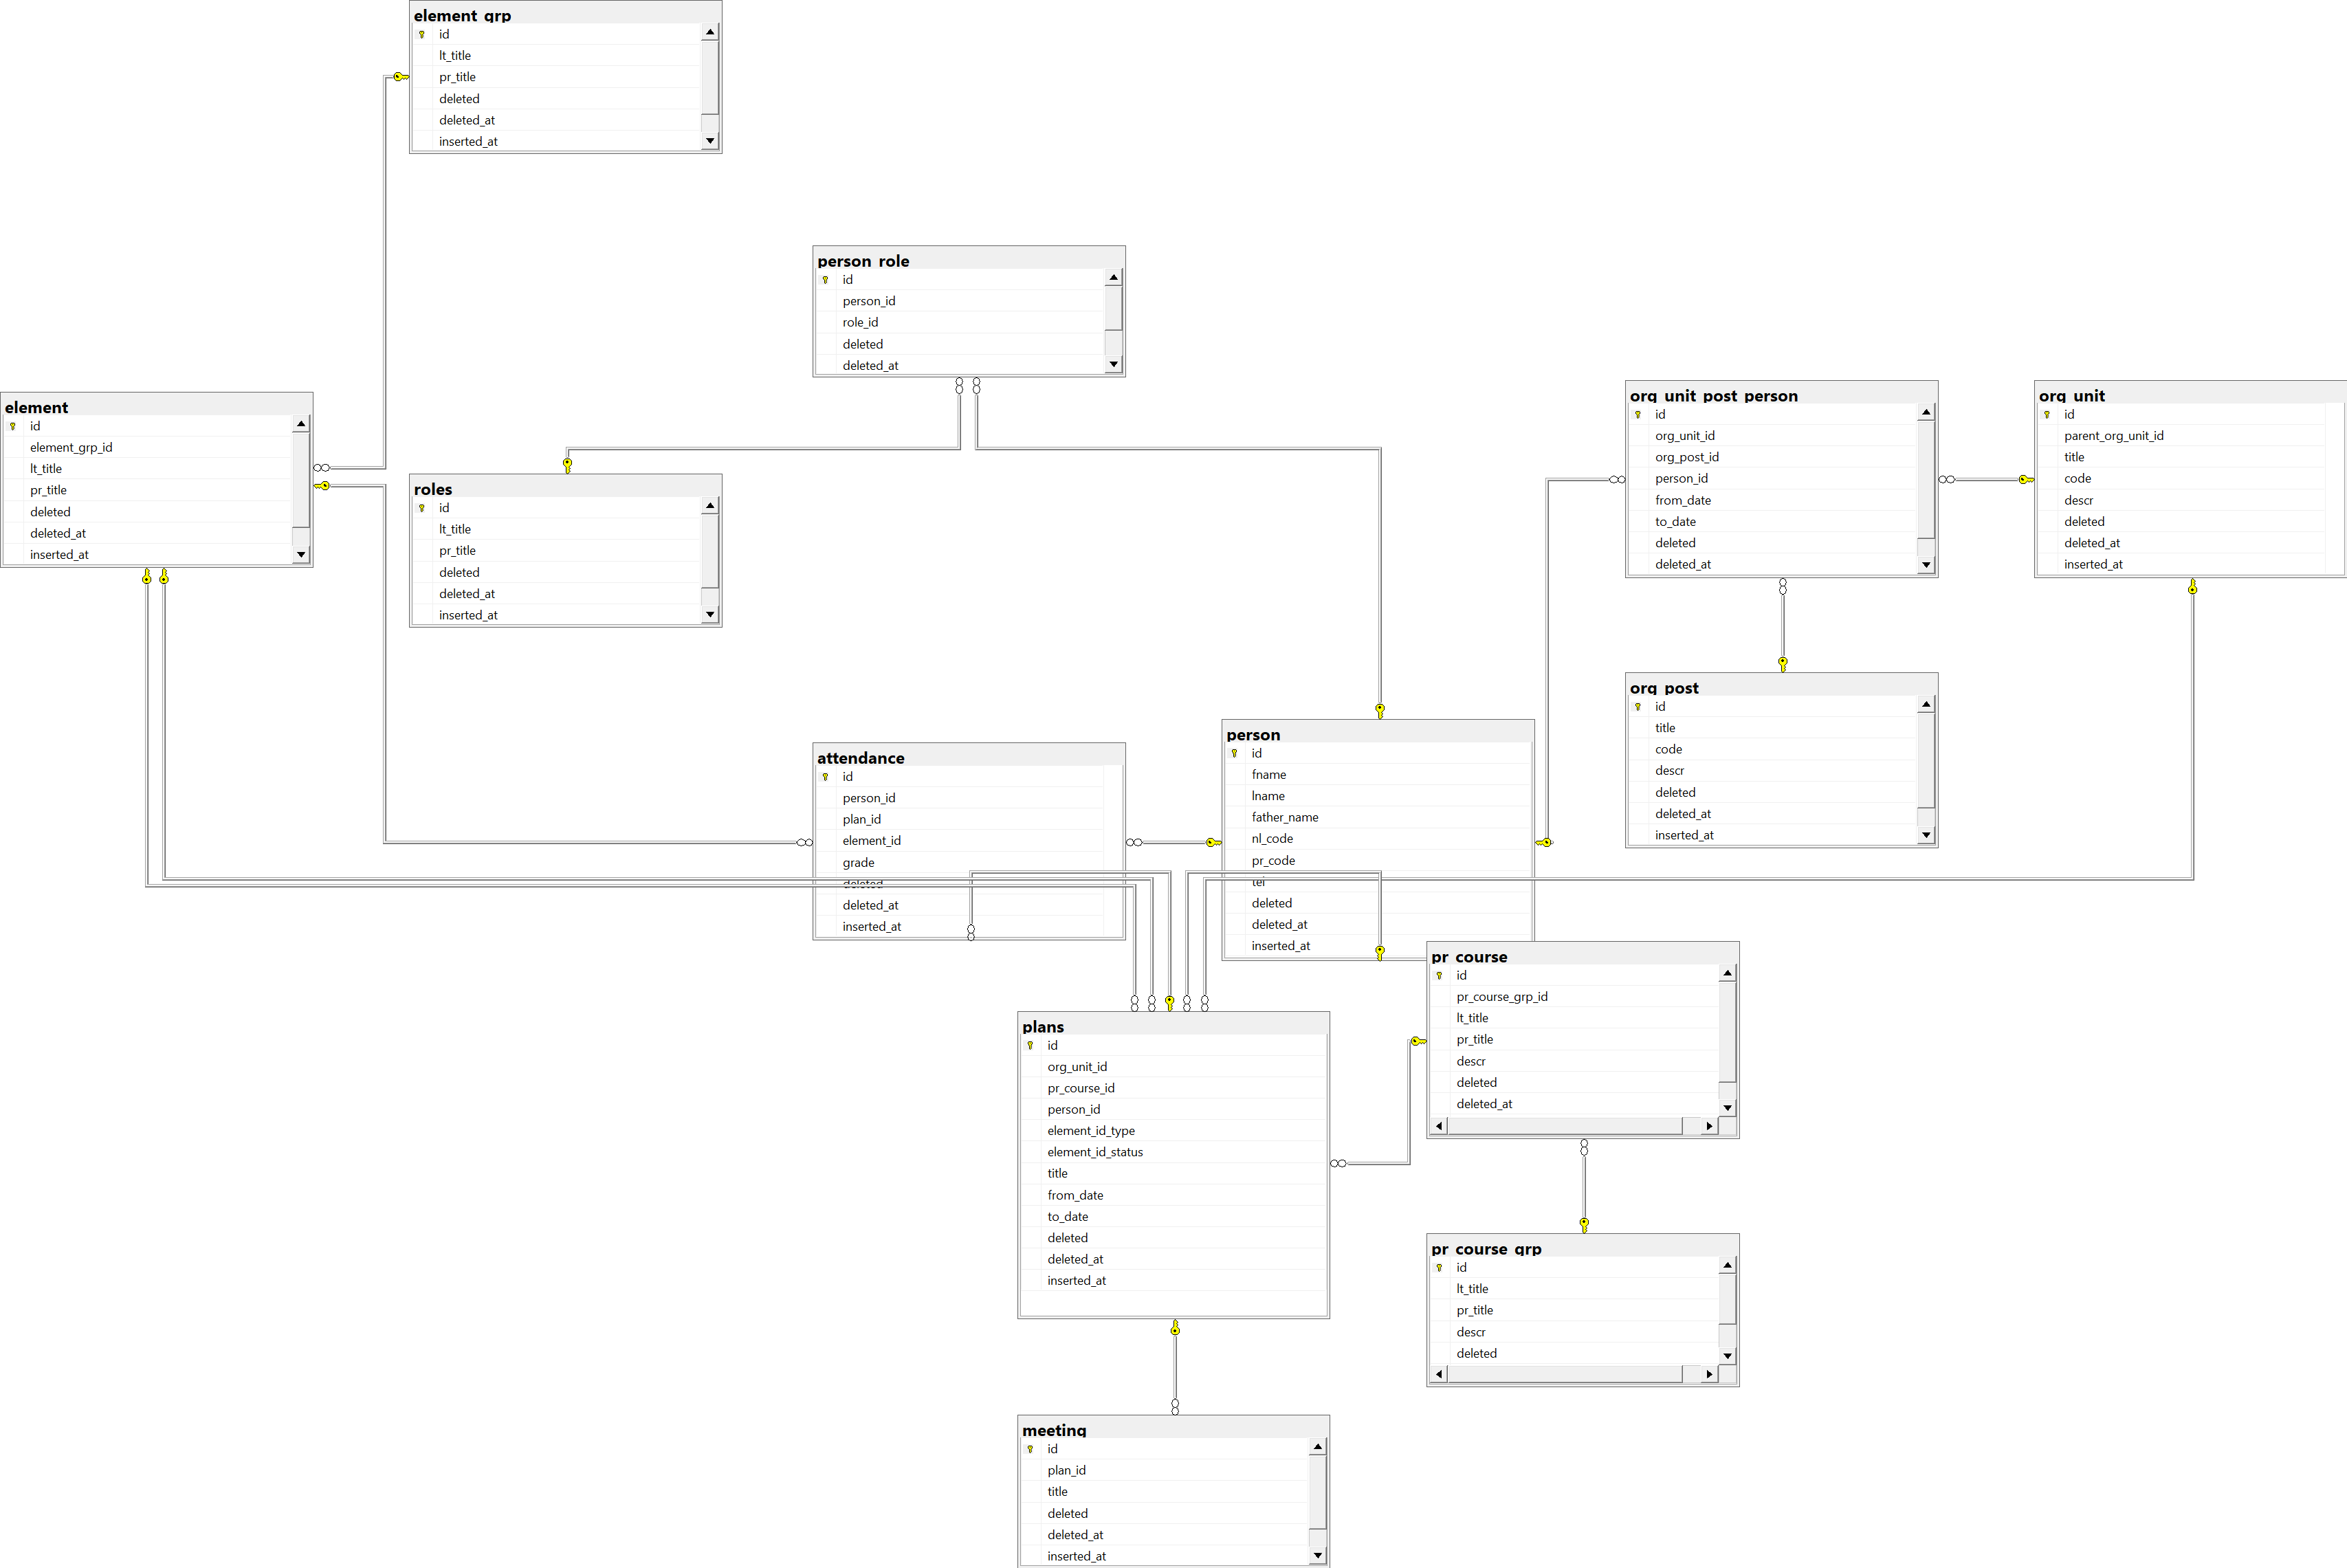 element_grp
id
lt_title
pr_title
deleted
deleted_at
inserted_at
person_role
id
person_id
role_id
deleted
deleted_at
element
id
element_grp_id
lt_title
pr_title
deleted
deleted_at
inserted_at
roles
id
lt_title
pr_title
deleted
deleted_at
inserted_at
org_unit_post_person
id
org_unit_id
org_post_id
person_id
from_date
to_date
deleted
deleted_at
org_unit
id
parent_org_unit_id
title
code
descr
deleted
deleted_at
inserted_at
org_post
id
title
code
descr
deleted
deleted_at
inserted_at
attendance
id
person_id
plan_id
element_id
grade
deleted
deleted_at
inserted_at
person
id
fname
lname
father_name
nl_code
pr_code
tel
deleted
deleted_at
inserted_at
pr_course
id
pr_course_grp_id
lt_title
pr_title
descr
deleted
deleted_at
plans
id
org_unit_id
pr_course_id
person_id
element_id_type
element_id_status
title
from_date
to_date
deleted
deleted_at
inserted_at
pr_course_grp
id
lt_title
pr_title
descr
deleted
meeting
id
plan_id
title
deleted
deleted_at
inserted_at